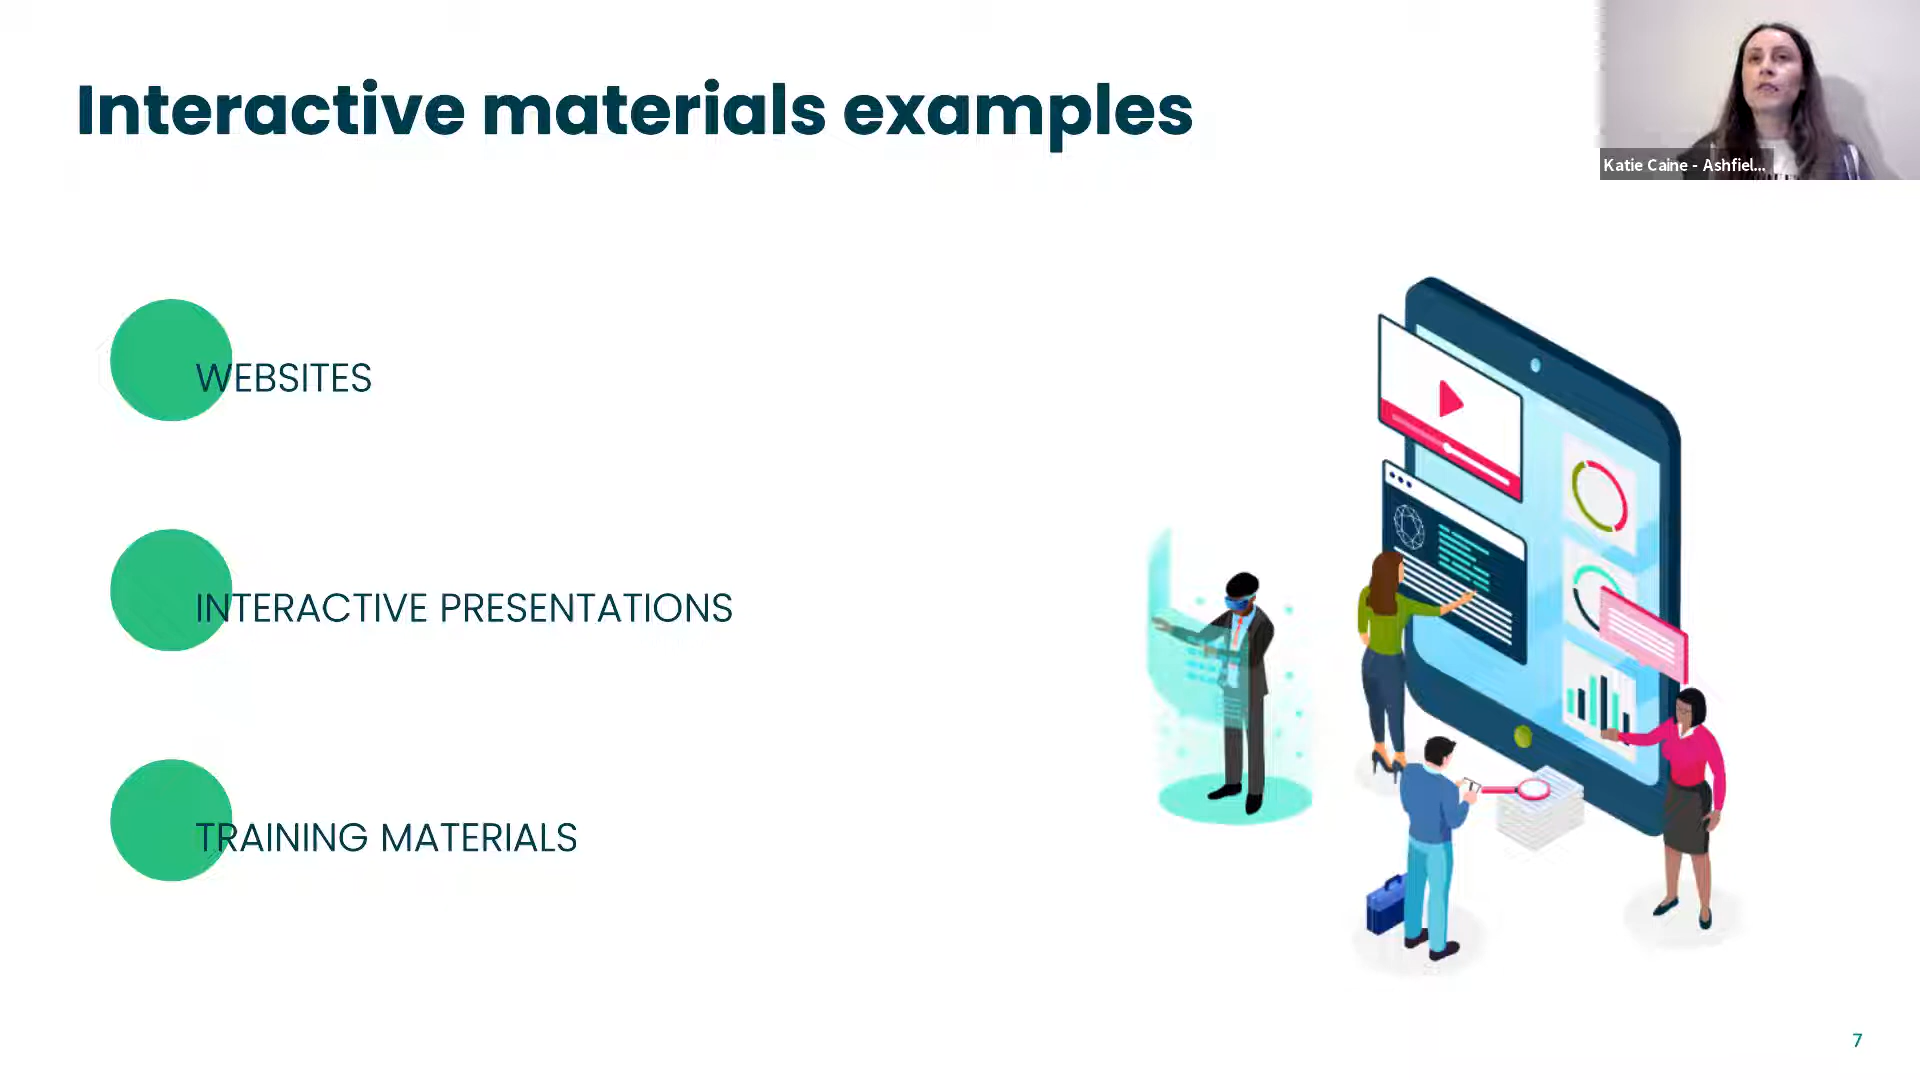 Interactive materials examples
Katie Caine - Ashfiel...
WEBSITES
INTERACTIVE PRESENTATIONS
TRAINING MATERIALS
7